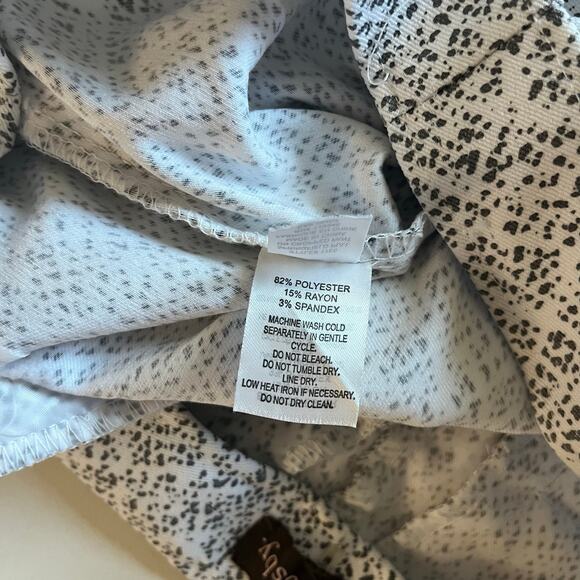 82% POLYESTER
15% RAYON
3% SPANDEX
MACHINE WASH COLD
SEPARATELY IN GENTLE
CYCLE.
DO NOT BLEACH.
DO NOT TUMBLE DRY.
LINE DRY.
LOW HEAT IRON IF NECESSARY.
DO NOT DRY CLEAN.